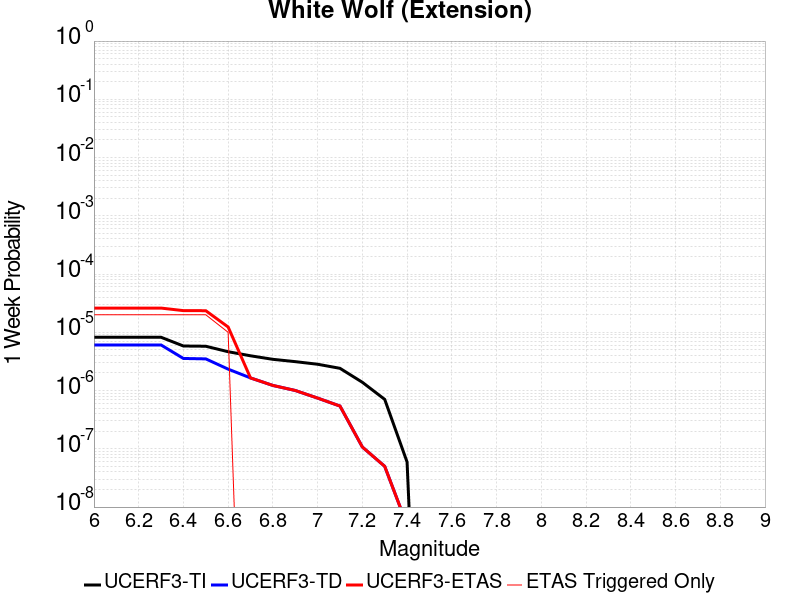 White Wolf (Extension)
10^0
10^-1
10^-2
10^-3
10^-4
10^-5
10^-6
10^-7
10^-8
1 Week Probability
6 6.2 6.4 6.6 6.8 7 7.2 7.4 7.6 7.8 8 8.2 8.4 8.6 8.8 9
Magnitude
UCERF3-TI UCERF3-TD UCERF3-ETAS ETAS Triggered Only